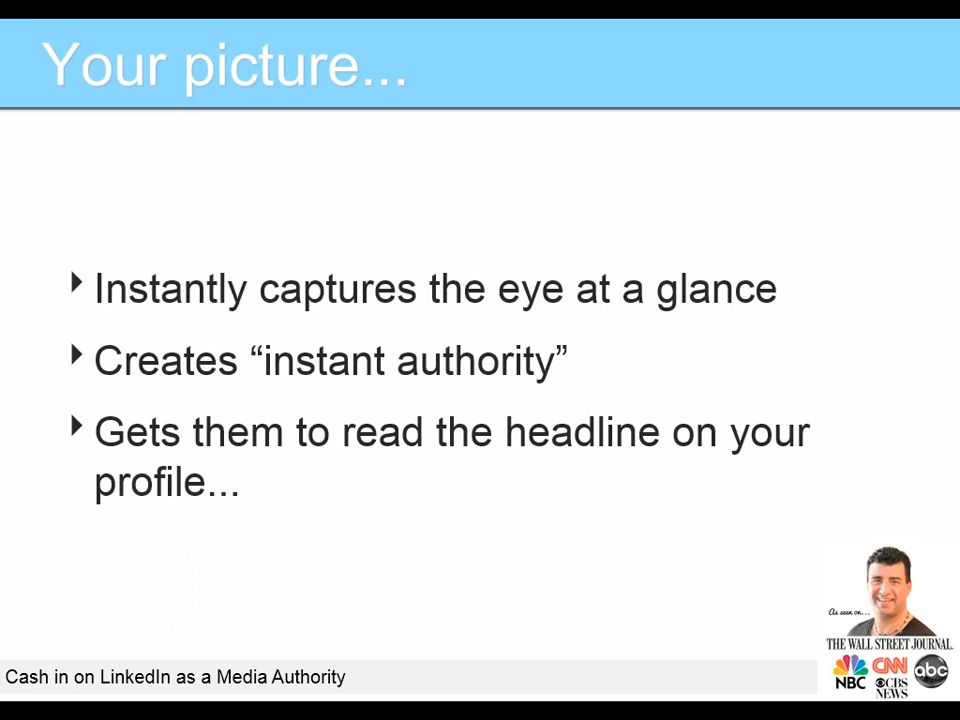 Your picture...
Instantly captures the eye at a glance
Creates “instant authority”
Gets them to read the headline on your
profile...
As seen on...
THE WALL STREET JOURNAL.
NBC CNN abc
CBS
NEWS
Cash in on LinkedIn as a Media Authority